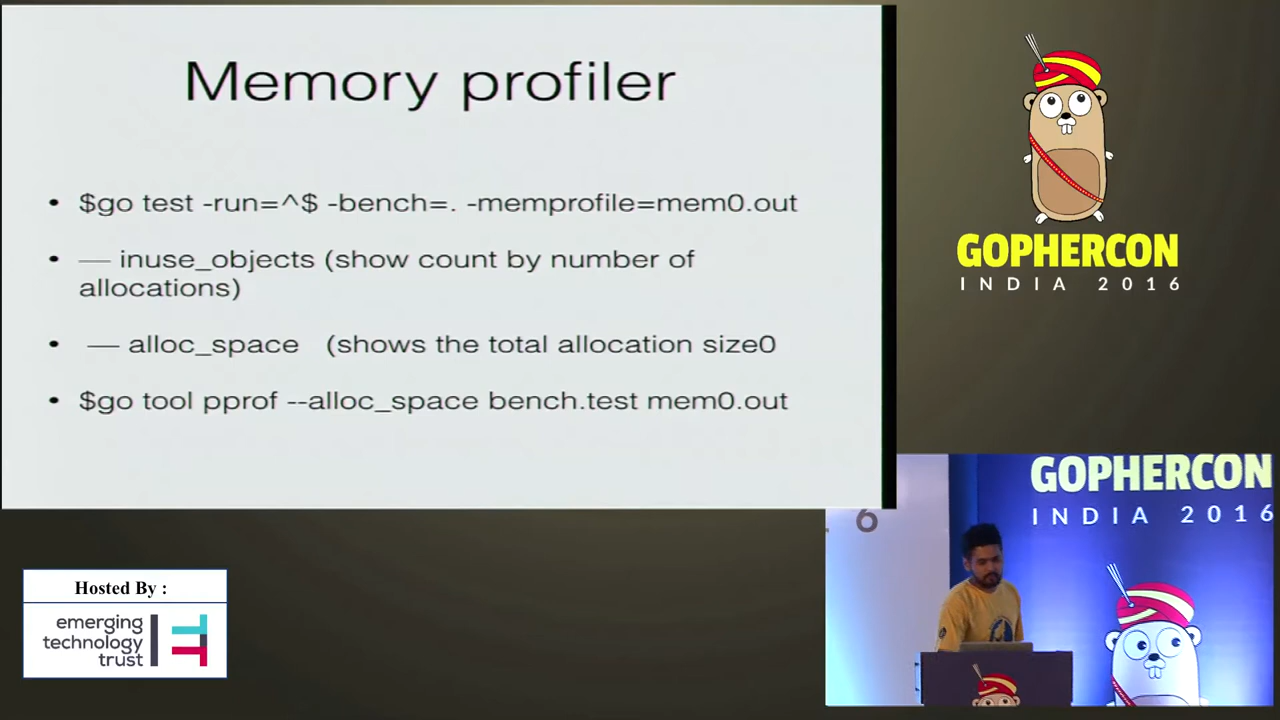 Memory profiler
• $go test -run=^$ -bench=. -memprofile=mem0.out
• — inuse_objects (show count by number of
allocations)
• — alloc_space (shows the total allocation size0
• $go tool pprof --alloc_space bench.test mem0.out
GOPHERCON
INDIA 2016
GOPHERCON
INDIA 2016
6
Hosted By :
emerging
technology
trust